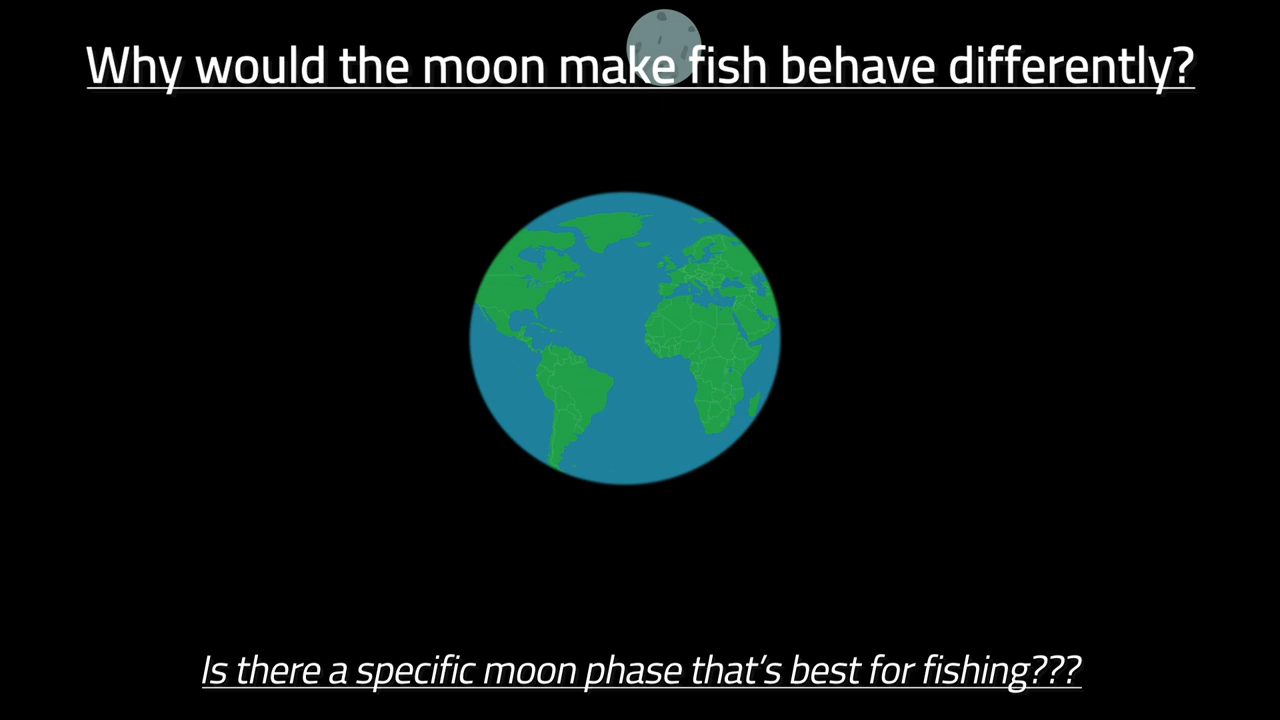 Why would the moon make fish behave differently?
Is there a specific moon phase that’s best for fishing???